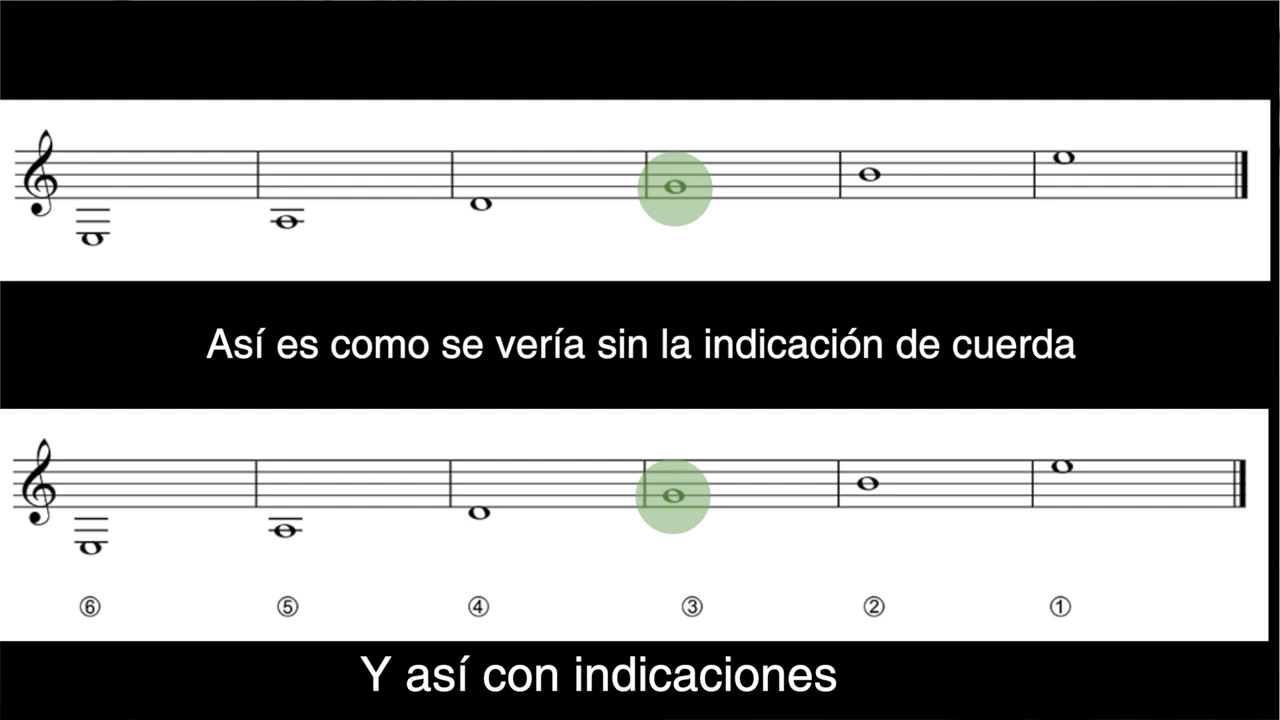 Así es como se vería sin la indicación de cuerda
⑥ ⑤ ④ ③ ② ①
Y así con indicaciones